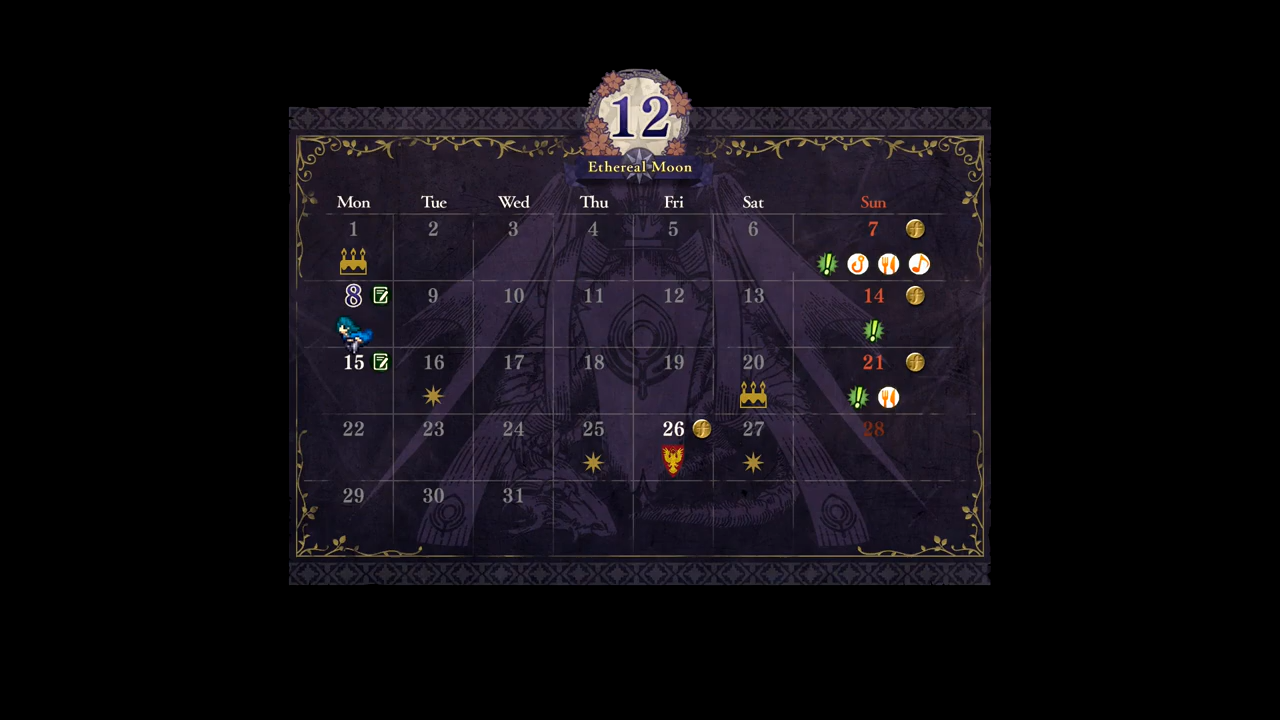 12
Ethereal Moon
Mon Tue Wed Thu Fri Sat Sun
1 2 3 4 5 6 7
8 9 10 11 12 13 14
15 16 17 18 19 20 21
22 23 24 25 26 27 28
29 30 31